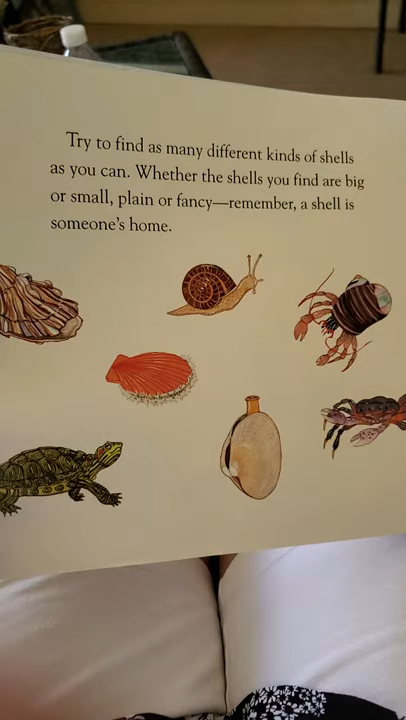 Try to find as many different kinds of shells
as you can. Whether the shells you find are big
or small, plain or fancy—remember, a shell is
someone's home.